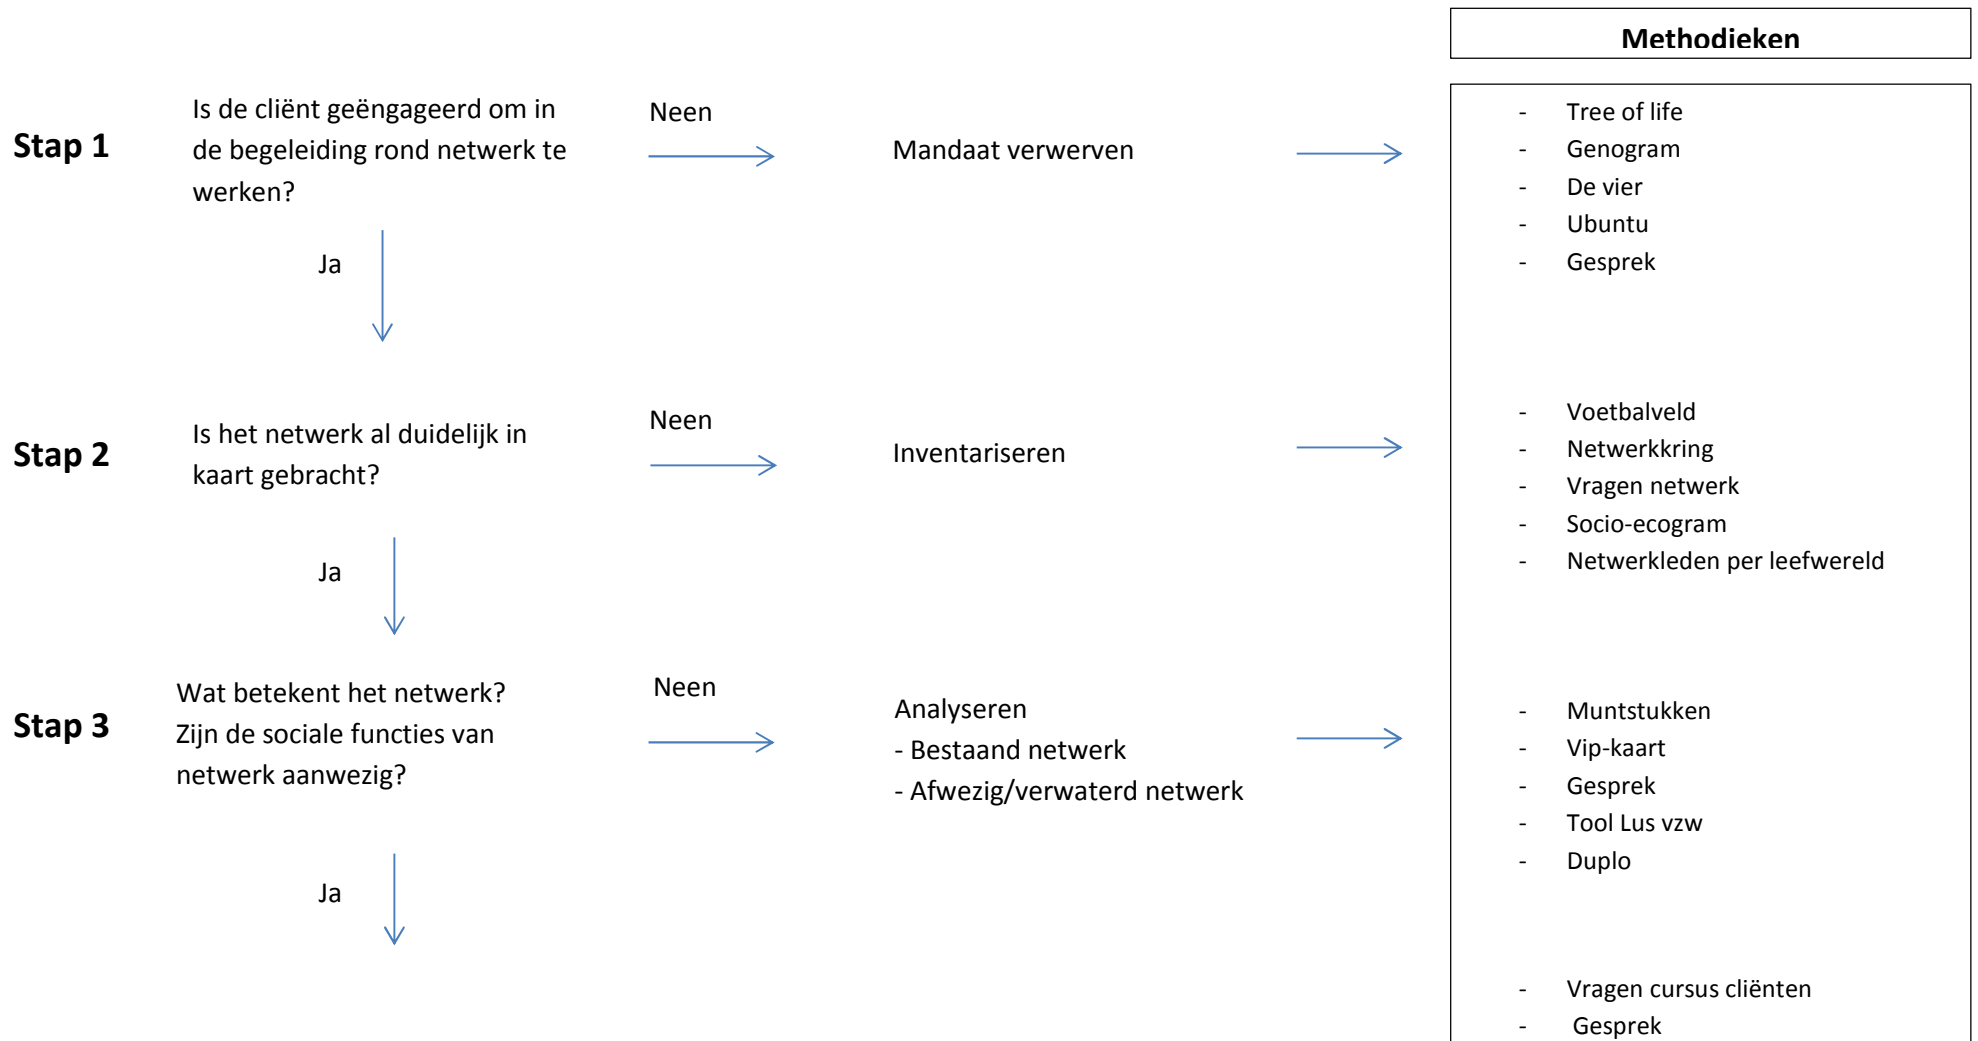 Methodieken
Stap 1
Is de cliënt geëngageerd om in
de begeleiding rond netwerk te
werken?
Neen
Mandaat verwerven
- Tree of life
- Genogram
- De vier
- Ubuntu
- Gesprek
Ja
Stap 2
Is het netwerk al duidelijk in
kaart gebracht?
Neen
Inventariseren
- Voetbalveld
- Netwerkkring
- Vragen netwerk
- Socio-ecogram
- Netwerkleden per leefwereld
Ja
Stap 3
Wat betekent het netwerk?
Zijn de sociale functies van
netwerk aanwezig?
Neen
Analyseren
- Bestaand netwerk
- Afwezig/verwaterd netwerk
- Muntstukken
- Vip-kaart
- Gesprek
- Tool Lus vzw
- Duplo
Ja
- Vragen cursus cliënten
- Gesprek